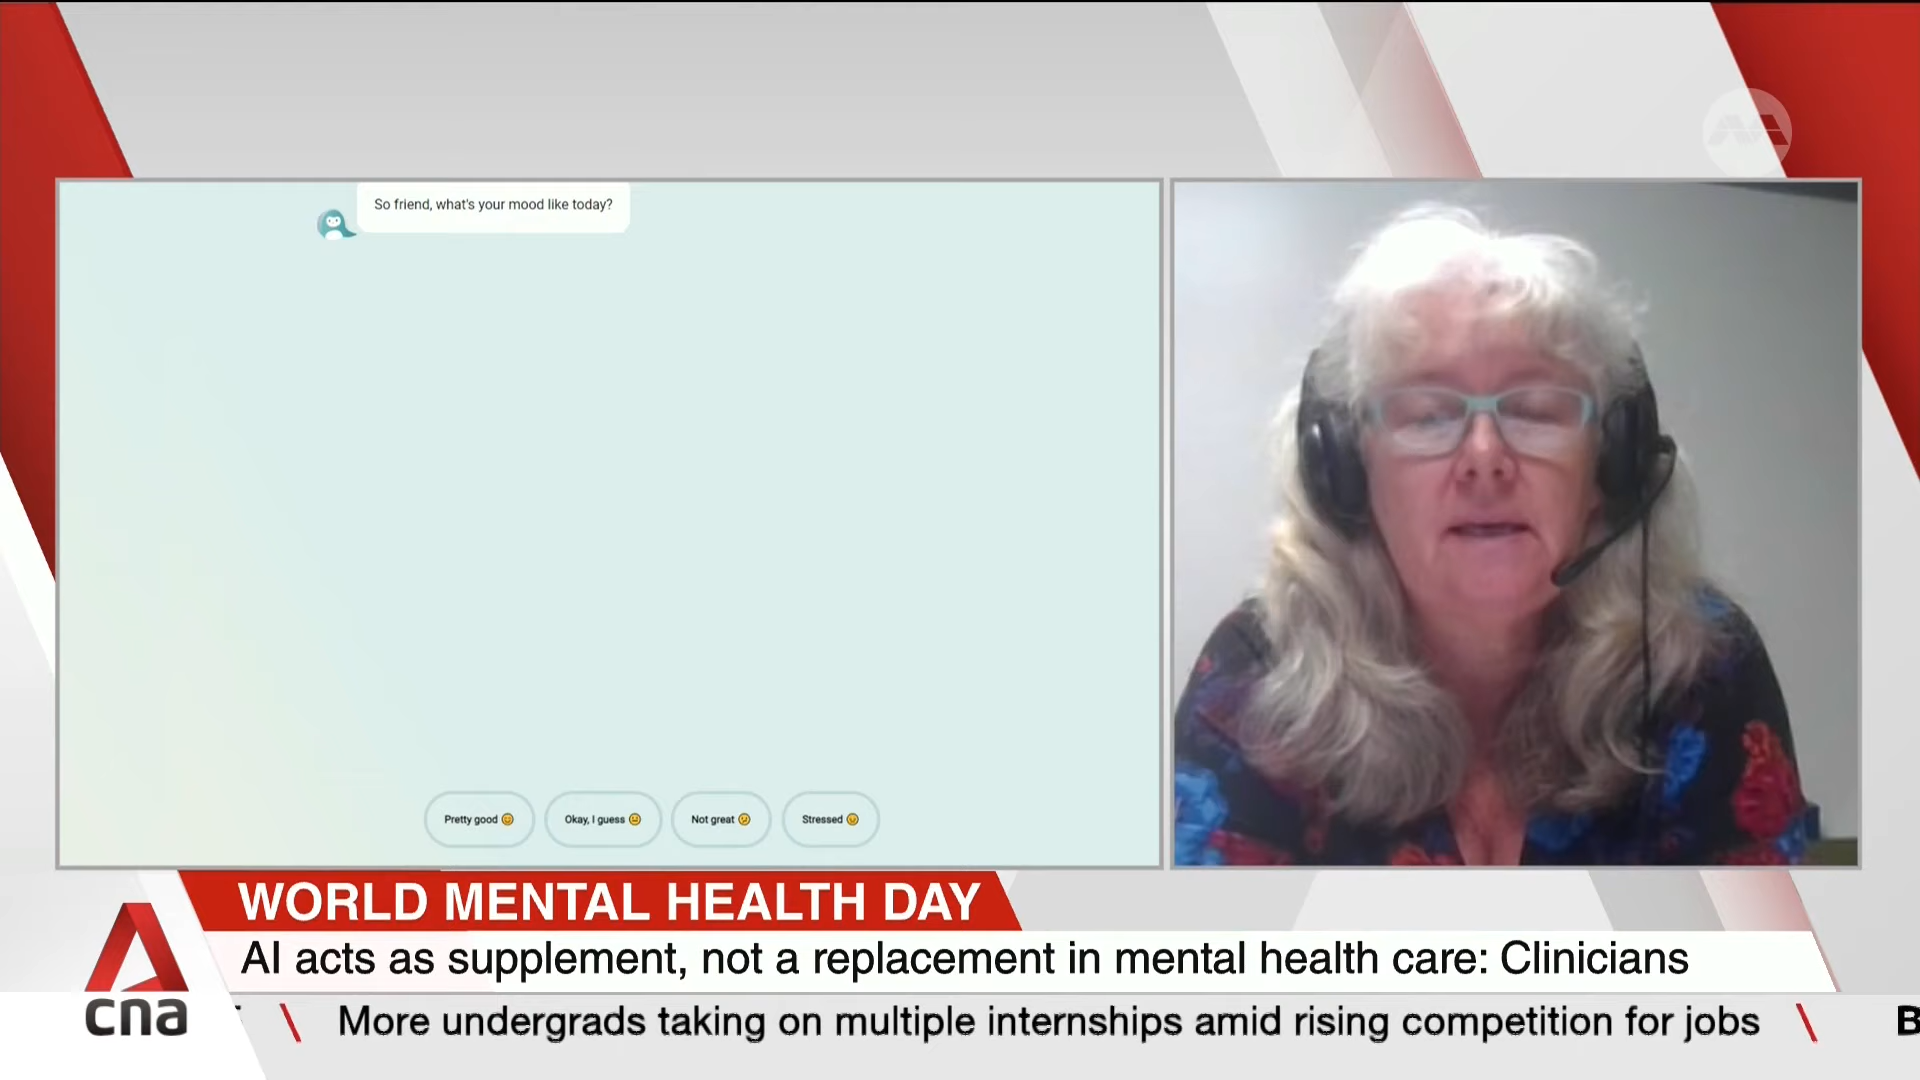 So friend, what's your mood like today?
Pretty good
Okay, I guess
Not great
Stressed
WORLD MENTAL HEALTH DAY
AI acts as supplement, not a replacement in mental health care: Clinicians
cna
\ More undergrads taking on multiple internships amid rising competition for jobs \